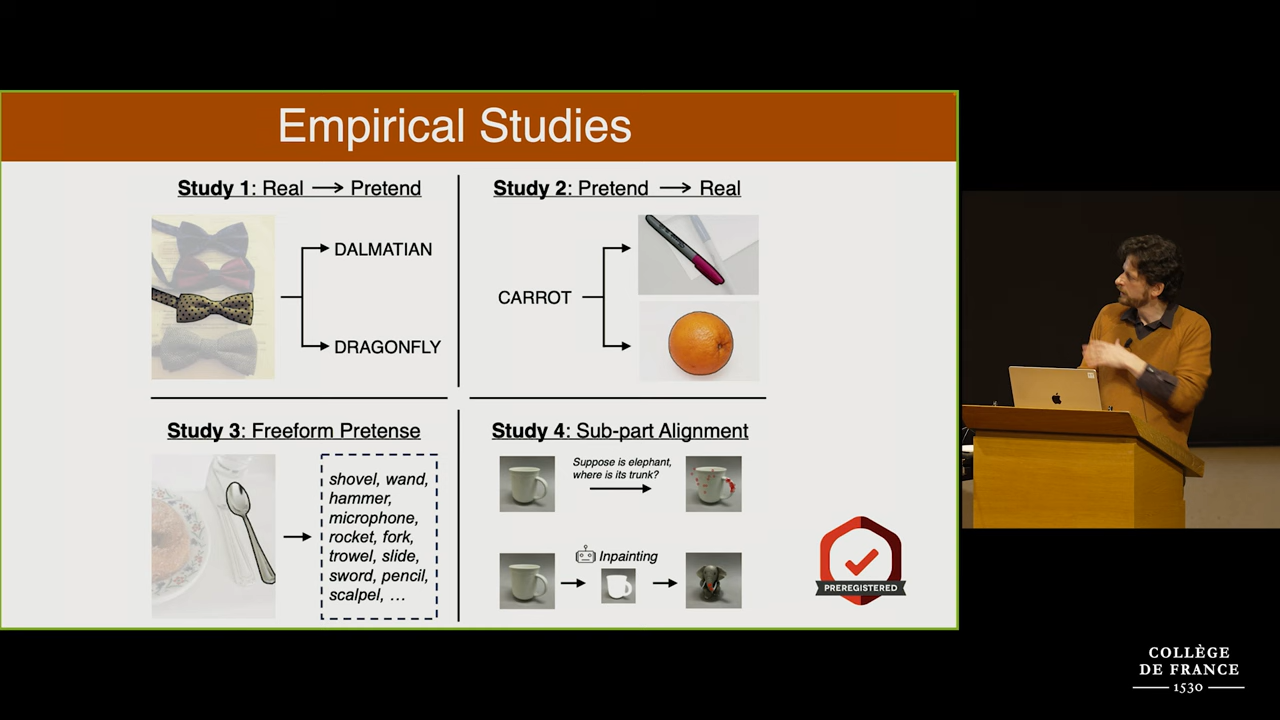 Empirical Studies
Study 1: Real → Pretend
DALMATIAN
DRAGONFLY
Study 2: Pretend → Real
CARROT
Study 3: Freeform Pretense
shovel, wand,
hammer,
microphone,
rocket, fork,
trowel, slide,
sword, pencil,
scalpel, ...
Study 4: Sub-part Alignment
Suppose is elephant,
where is its trunk?
Inpainting
PREREGISTERED
COLLÈGE
DE FRANCE
1530